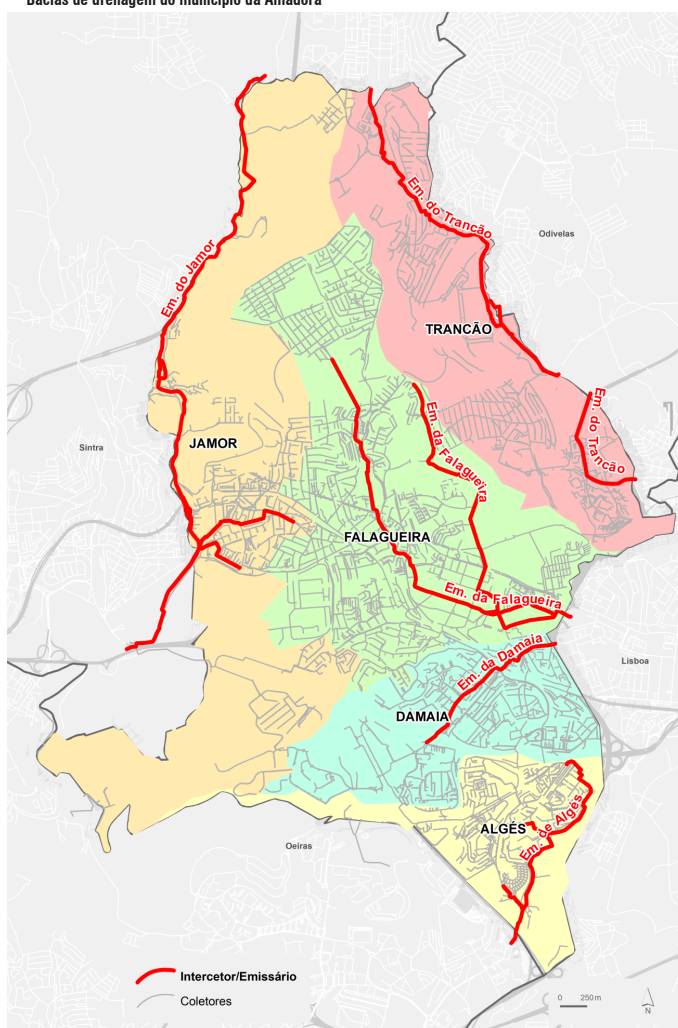 Bacias de drenagem do município da Amadora
Em. do Trancão
Odivelas
Em. do Jamor
TRANCÃO
Em. do Trancão
Em. da Falagueira
Sintra
JAMOR
FALAGUEIRA
Em. da Falagueira
Em. da Damaia
Lisboa
DAMAIA
Em. de Algés
ALGÉS
Oeiras
Intercetor/Emissário
Coletores
0 250 m
N